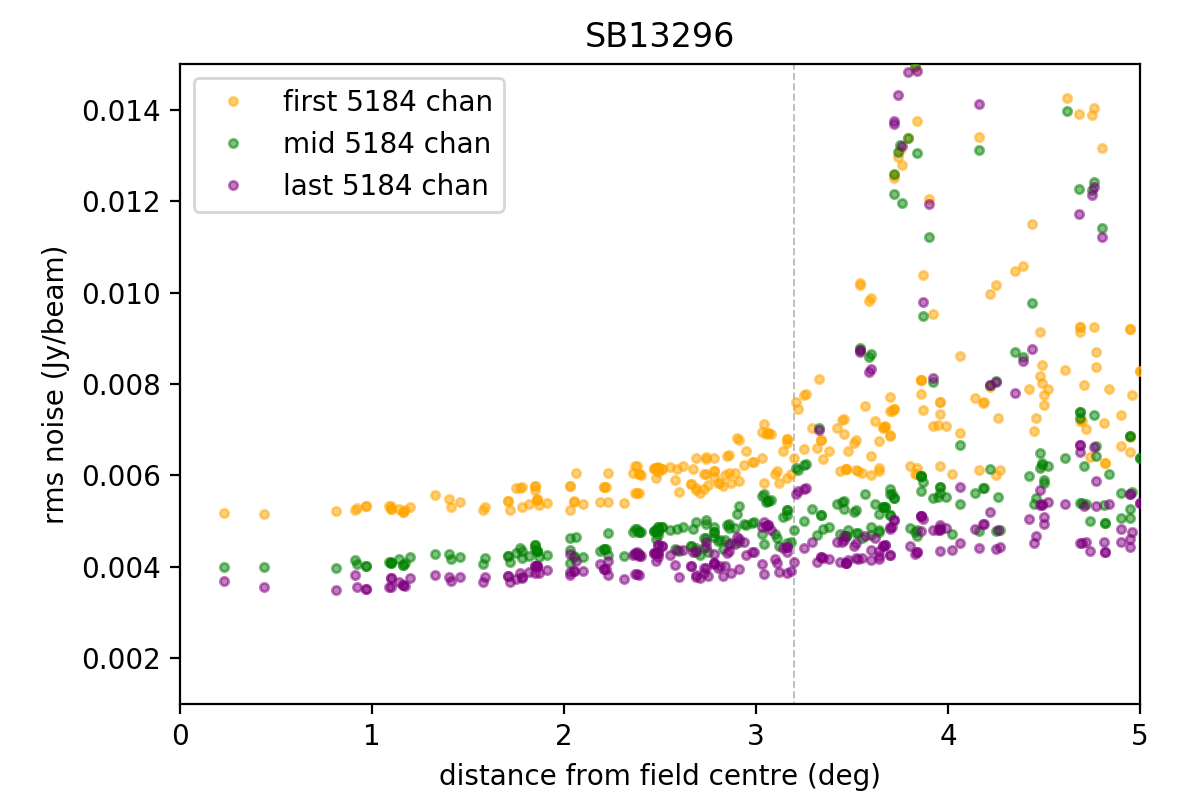 SB13296
first 5184 chan
mid 5184 chan
last 5184 chan
0.014
0.012
0.010
0.008
0.006
0.004
0.002
rms noise (Jy/beam)
0 1 2 3 4 5
distance from field centre (deg)